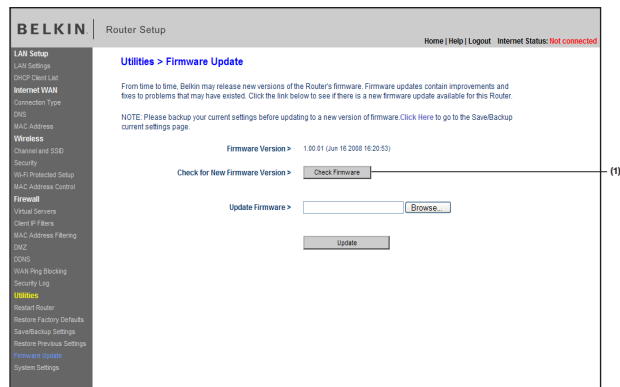 BELKIN.
Router Setup
Home | Help | Logout Internet Status: Not connected
LAN Setup
LAN Settings
DHCP Client List
Internet WAN
Connection Type
DNS
MAC Address
Wireless
Channel and SSID
Security
Wi-Fi Protected Setup
MAC Address Control
Firewall
Virtual Servers
Client IP Filters
MAC Address Filtering
DMZ
DDNS
WAN Ping Blocking
Security Log
Utilities
Restart Router
Restore Factory Defaults
Save/Backup Settings
Restore Previous Settings
Firmware Update
System Settings
Utilities > Firmware Update
From time to time, Belkin may release new versions of the Router's firmware. Firmware updates contain improvements and
fixes to problems that may have existed. Click the link below to see if there is a new firmware update available for this Router.
NOTE: Please backup your current settings before updating to a new version of firmware.Click Here to go to the Save/Backup
current settings page.
Firmware Version > 1.00.01 (Jun 16 2008 16:20:53)
Check for New Firmware Version > Check Firmware
(1)
Update Firmware > Browse...
Update